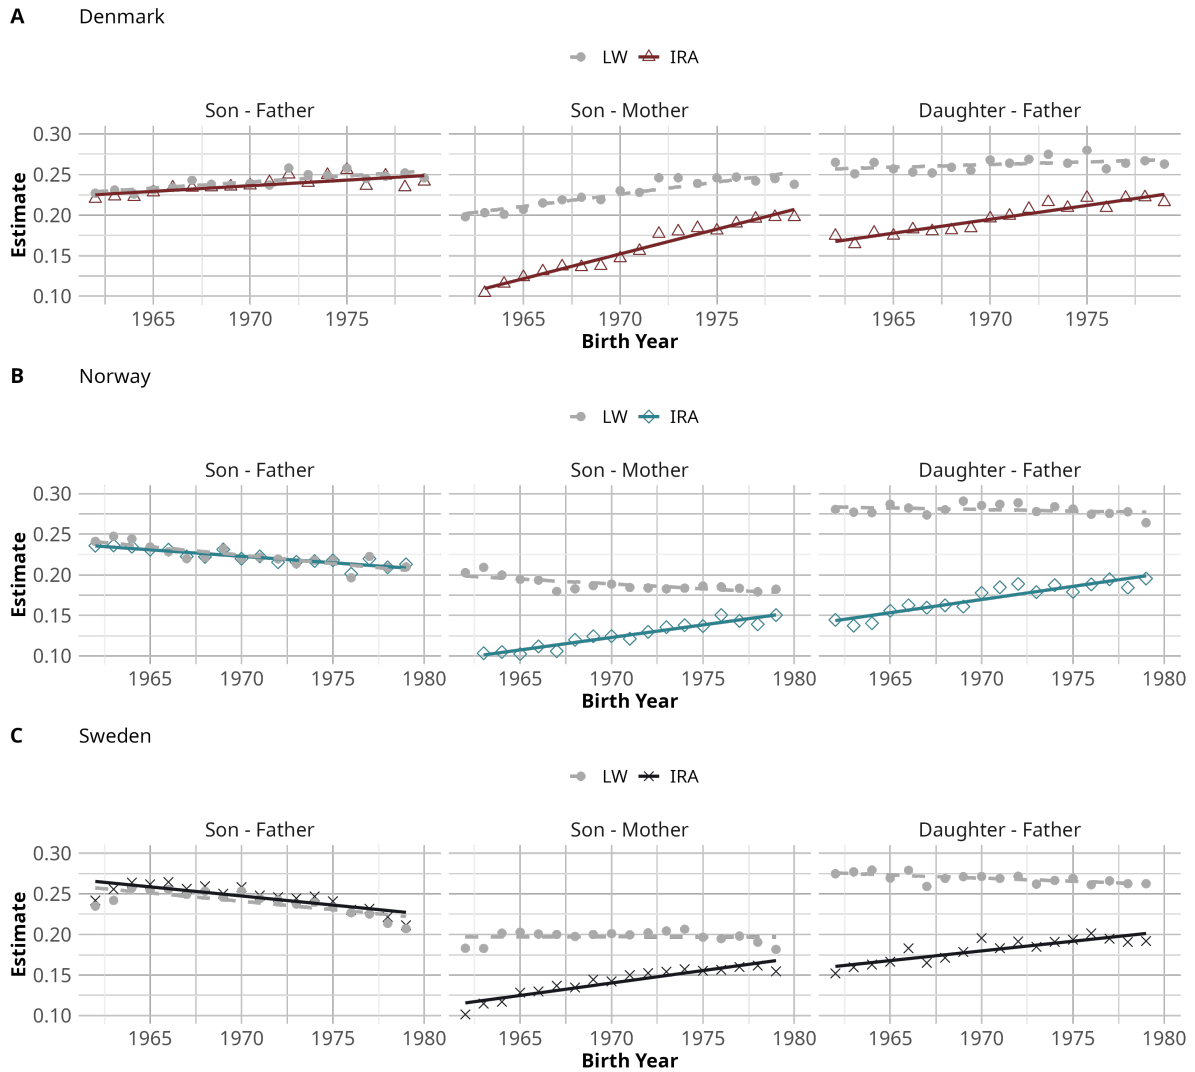 A Denmark
LW IRA
Son - Father Son - Mother Daughter - Father
Estimate
0.30
0.25
0.20
0.15
0.10
1965 1970 1975 1965 1970 1975 1965 1970 1975
Birth Year
B Norway
LW IRA
Son - Father Son - Mother Daughter - Father
Estimate
0.30
0.25
0.20
0.15
0.10
1965 1970 1975 1980 1965 1970 1975 1980 1965 1970 1975 1980
Birth Year
C Sweden
LW IRA
Son - Father Son - Mother Daughter - Father
Estimate
0.30
0.25
0.20
0.15
0.10
1965 1970 1975 1980 1965 1970 1975 1980 1965 1970 1975 1980
Birth Year